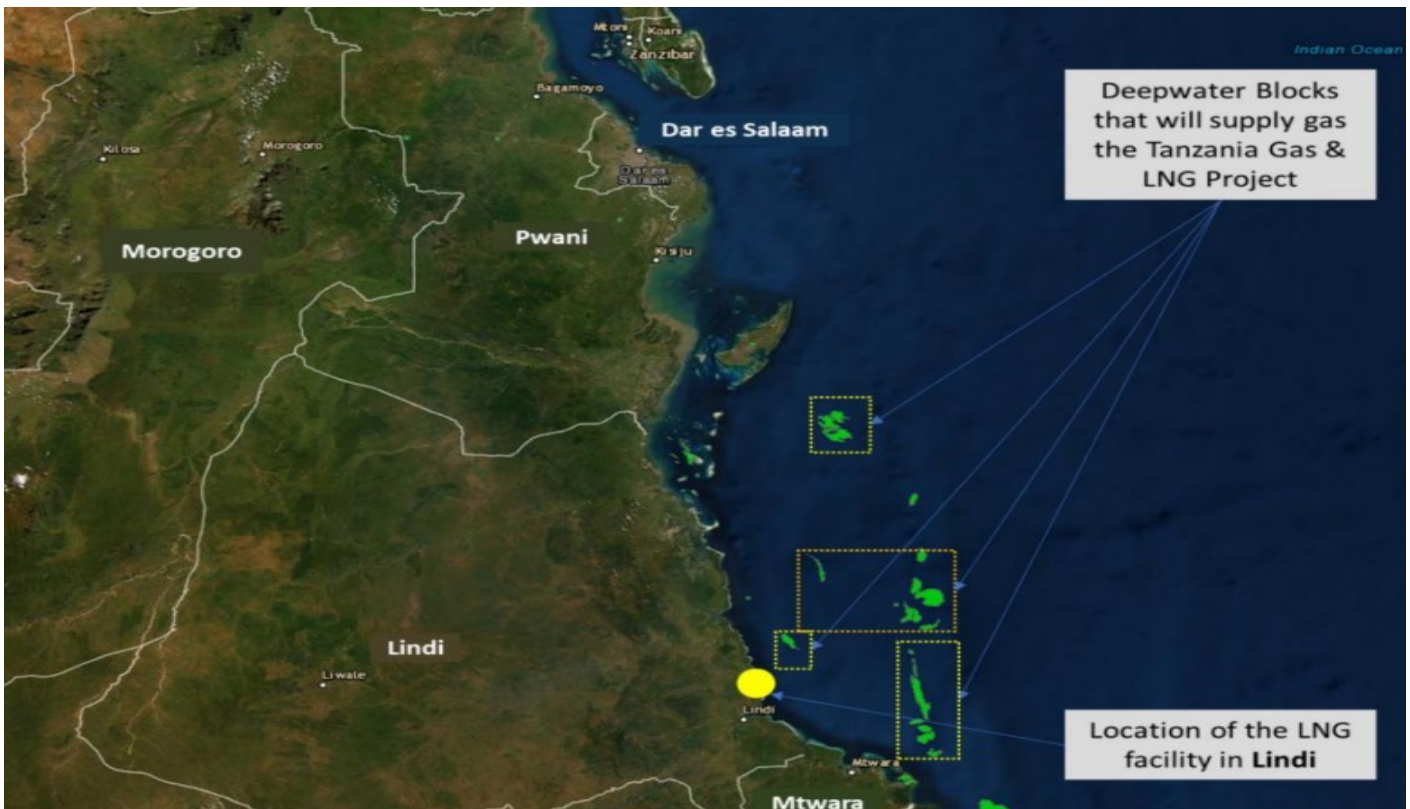 Mtoni
Koani
Zanzibar
Indian Ocean
Bagamoyo
Deepwater Blocks
that will supply gas
the Tanzania Gas &
LNG Project
Dar es Salaam
Kilosa
Morogoro
Dar es
Salaam
Pwani
Morogoro
Kisiju
Lindi
Liwale
Lindi
Location of the LNG
facility in Lindi
Mtwara
Mtwara